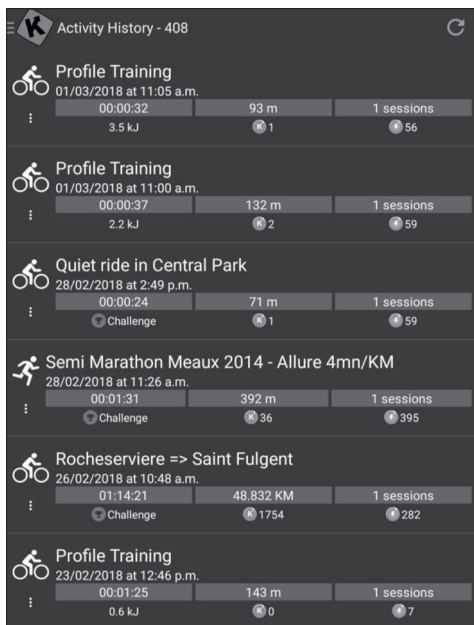 K Activity History - 408
Profile Training
01/03/2018 at 11:05 a.m.
00:00:32 93 m 1 sessions
3.5 kJ K 1 56
Profile Training
01/03/2018 at 11:00 a.m.
00:00:37 132 m 1 sessions
2.2 kJ K 2 59
Quiet ride in Central Park
28/02/2018 at 2:49 p.m.
00:00:24 71 m 1 sessions
Challenge K 1 59
Semi Marathon Meaux 2014 - Allure 4mn/KM
28/02/2018 at 11:26 a.m.
00:01:31 392 m 1 sessions
Challenge K 36 395
Rocheserviere => Saint Fulgent
26/02/2018 at 10:48 a.m.
01:14:21 48.832 KM 1 sessions
Challenge K 1754 282
Profile Training
23/02/2018 at 12:46 p.m.
00:01:25 143 m 1 sessions
0.6 kJ K 0 7